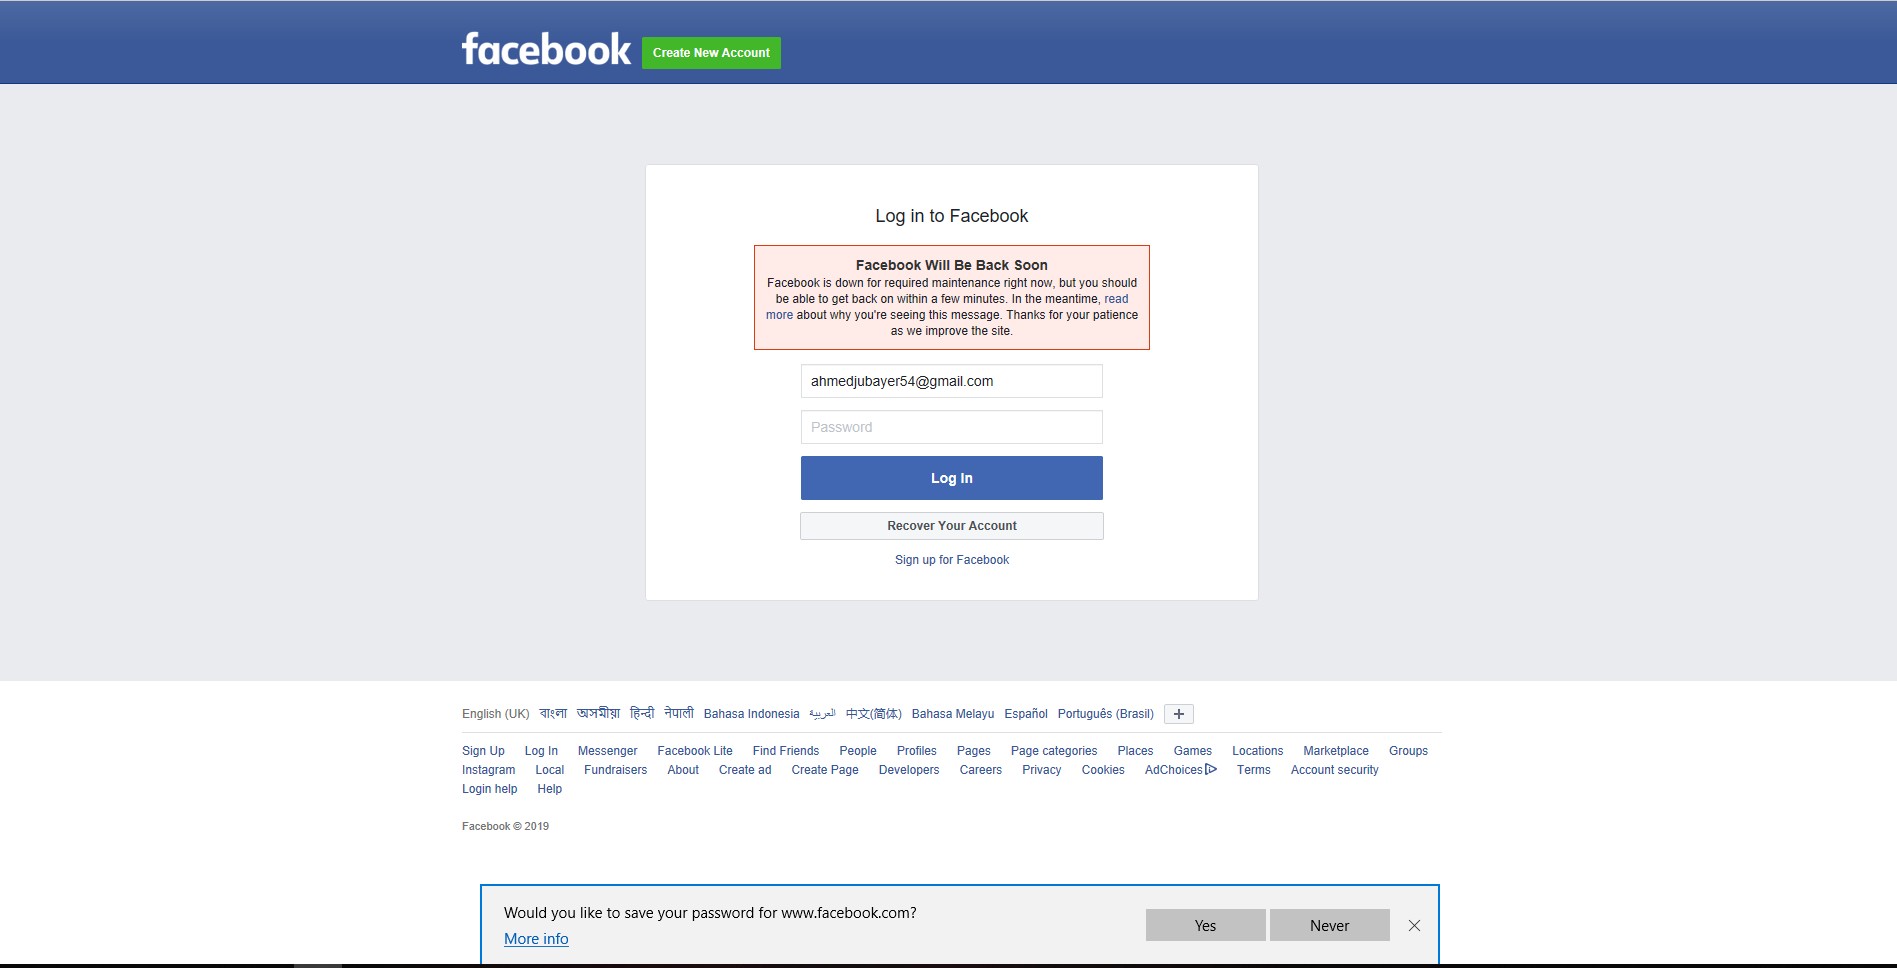 facebook
Create New Account
Log in to Facebook
Facebook Will Be Back Soon
Facebook is down for required maintenance right now, but you should
be able to get back on within a few minutes. In the meantime, read
more about why you're seeing this message. Thanks for your patience
as we improve the site.
ahmedjubayer54@gmail.com
Password
Log In
Recover Your Account
Sign up for Facebook
English (UK) বাংলা অসমীয়া हिन्दी नेपाली Bahasa Indonesia العربية 中文(简体) Bahasa Melayu Español Português (Brasil) +
Sign Up Log In Messenger Facebook Lite Find Friends People Profiles Pages Page categories Places Games Locations Marketplace Groups
Instagram Local Fundraisers About Create ad Create Page Developers Careers Privacy Cookies AdChoices Terms Account security
Login help Help
Facebook © 2019
Would you like to save your password for www.facebook.com?
More info
Yes
Never